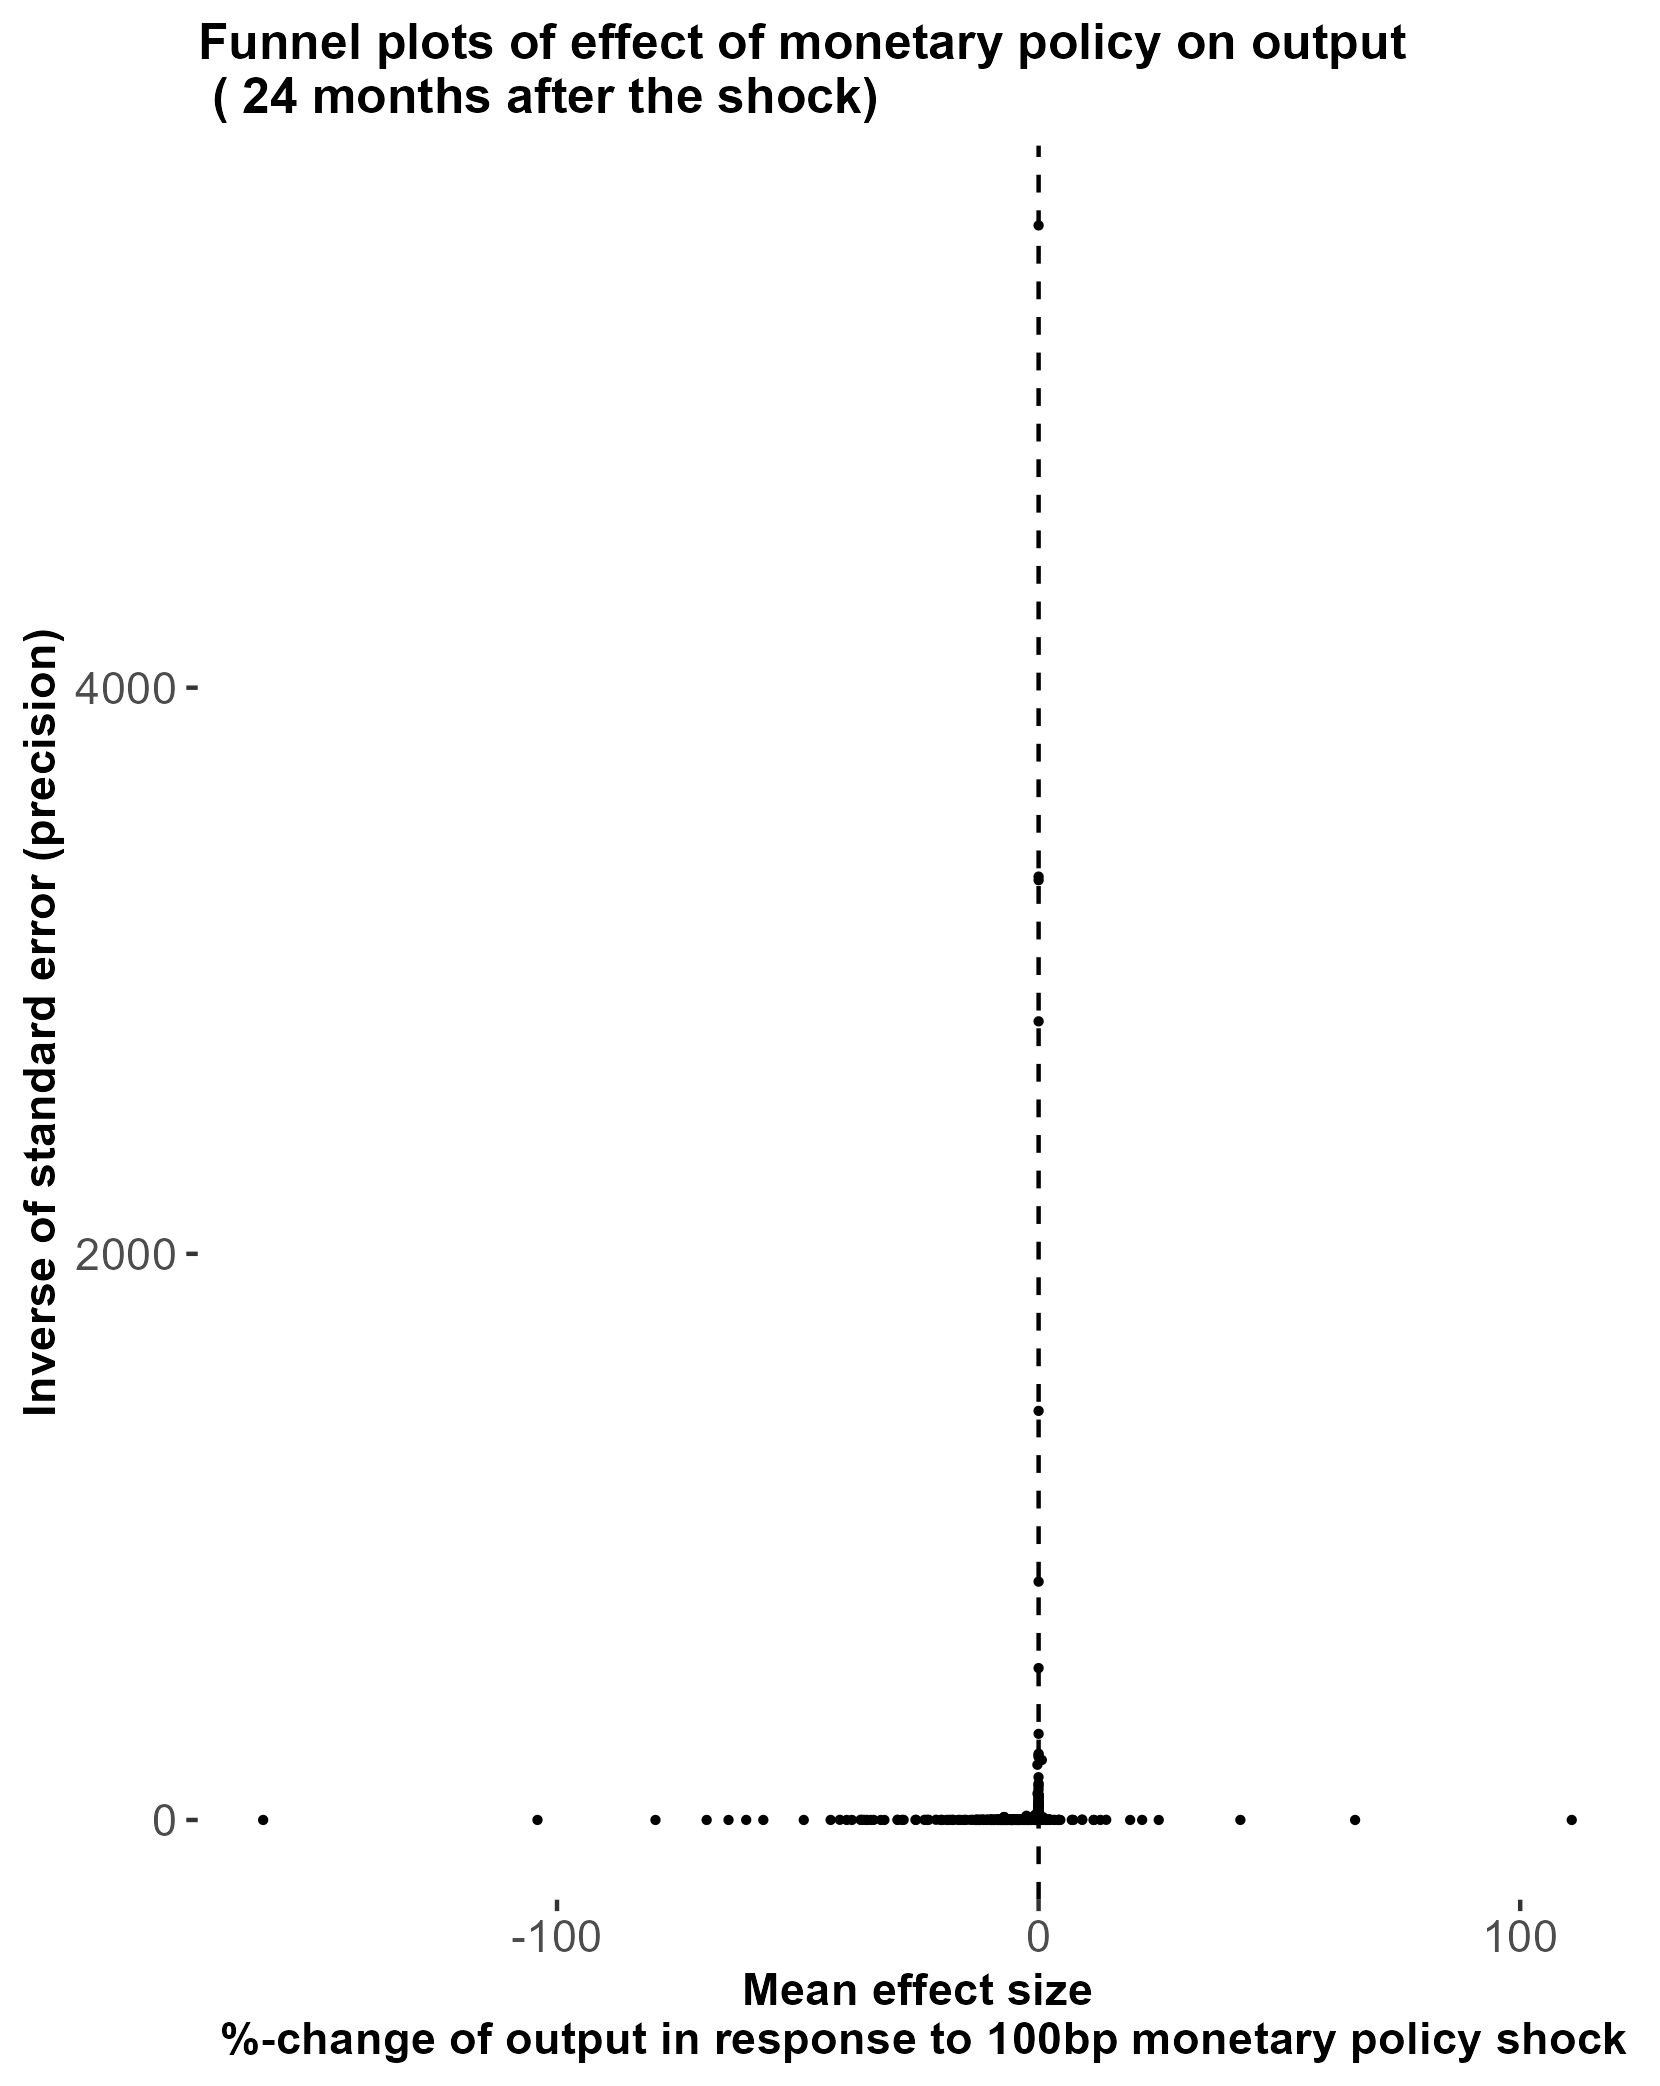 Funnel plots of effect of monetary policy on output
( 24 months after the shock)
Inverse of standard error (precision)
4000
2000
0
-100
0
100
Mean effect size
%-change of output in response to 100bp monetary policy shock